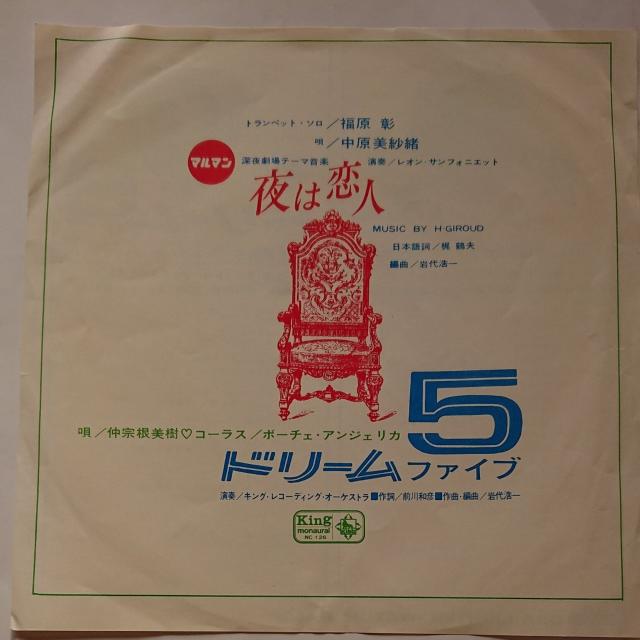 トランペット・ソロ／福原 彰
唄／中原美紗緒
マルマン 深夜劇場テーマ音楽 演奏／レオン・サンフォニエット
夜は恋人
MUSIC BY H・GIROUD
日本語詞／梶 鶴夫
編曲／岩代浩一
唄／仲宗根美樹♡コーラス／ボーチェ・アンジェリカ
ドリームファイブ 5
演奏／キング・レコーディング・オーケストラ■作詞／前川和彦■作曲・編曲／岩代浩一
King
monaural
NC 126